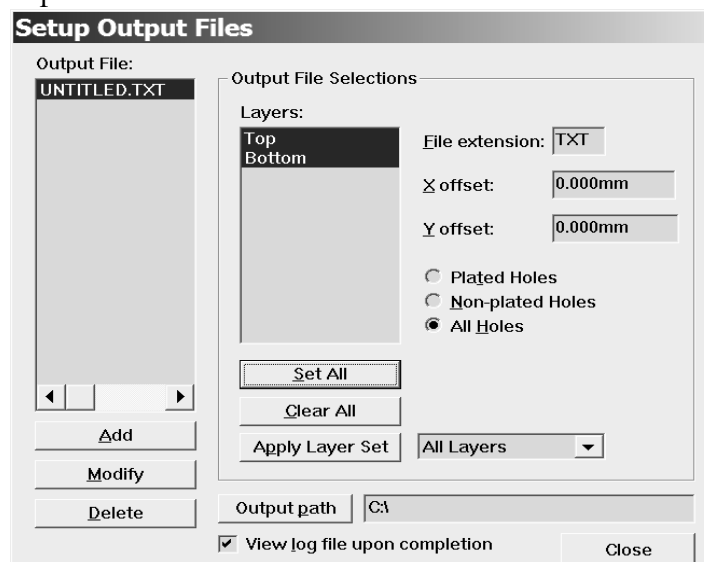 Setup Output Files
Output File:
UNTITLED.TXT
Output File Selections
Layers:
Top
Bottom
File extension: TXT
X offset: 0.000mm
Y offset: 0.000mm
Plated Holes
Non-plated Holes
All Holes
Set All
Clear All
Apply Layer Set All Layers
Add
Modify
Delete
Output path C:\
View log file upon completion
Close